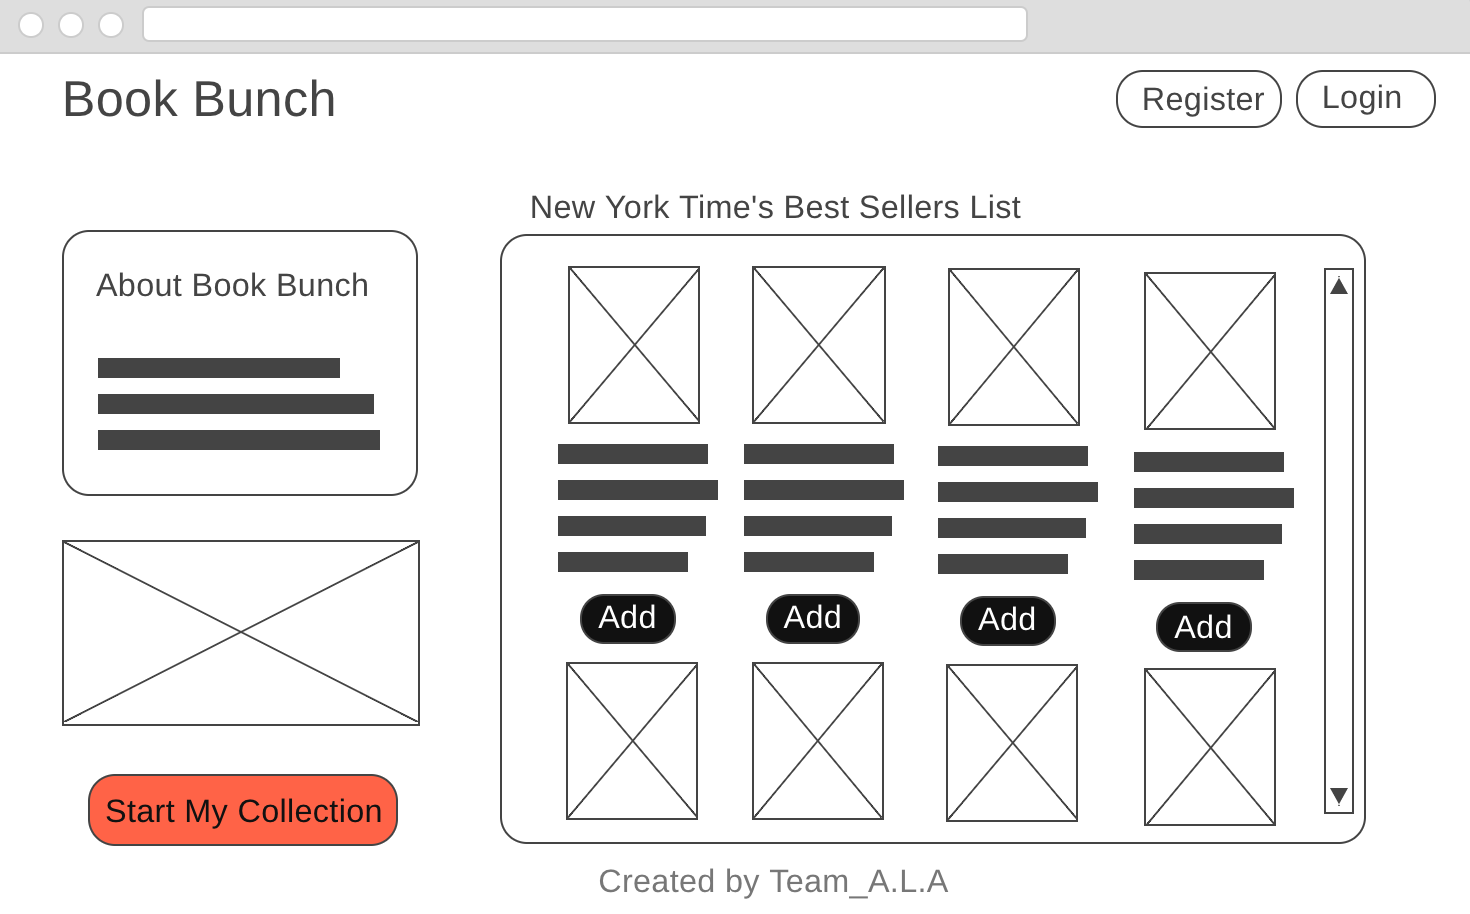 Book Bunch
Register
Login
New York Time's Best Sellers List
About Book Bunch
Add
Add
Add
Add
Start My Collection
Created by Team_A.L.A